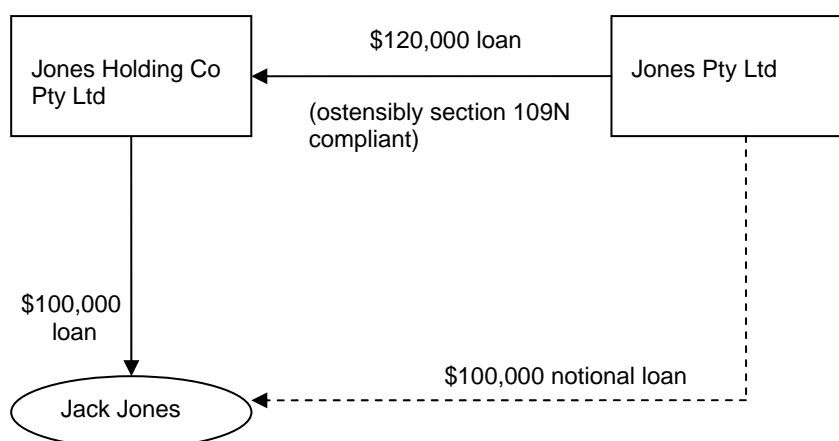 $120,000 loan
Jones Holding Co
Pty Ltd
Jones Pty Ltd
(ostensibly section 109N
compliant)
$100,000
loan
$100,000 notional loan
Jack Jones